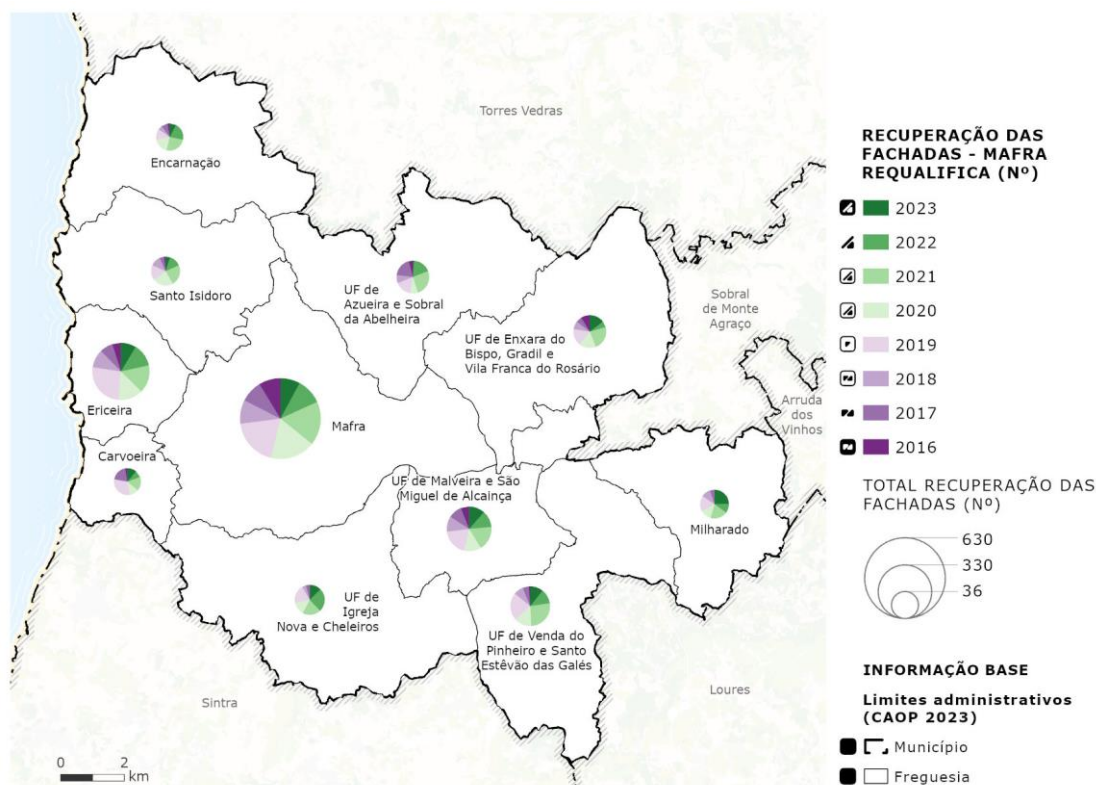 Torres Vedras
Encarnação
Santo Isidoro
UF de
Azueira e Sobral
da Abelheira
UF de Enxara do
Bispo, Gradil e
Vila Franca do Rosário
Sobral
de Monte
Agraço
Arruda
dos
Vinhos
Ericeira
Mafra
Carvoeira
UF de Malveira e São
Miguel de Alcainça
Milharado
UF de
Igreja
Nova e Cheleiros
UF de Venda do
Pinheiro e Santo
Estêvão das Galés
Sintra
Loures
0 2
km
RECUPERAÇÃO DAS
FACHADAS - MAFRA
REQUALIFICA (Nº)
2023
2022
2021
2020
2019
2018
2017
2016
TOTAL RECUPERAÇÃO DAS
FACHADAS (Nº)
630
330
36
INFORMAÇÃO BASE
Limites administrativos
(CAOP 2023)
Município
Freguesia